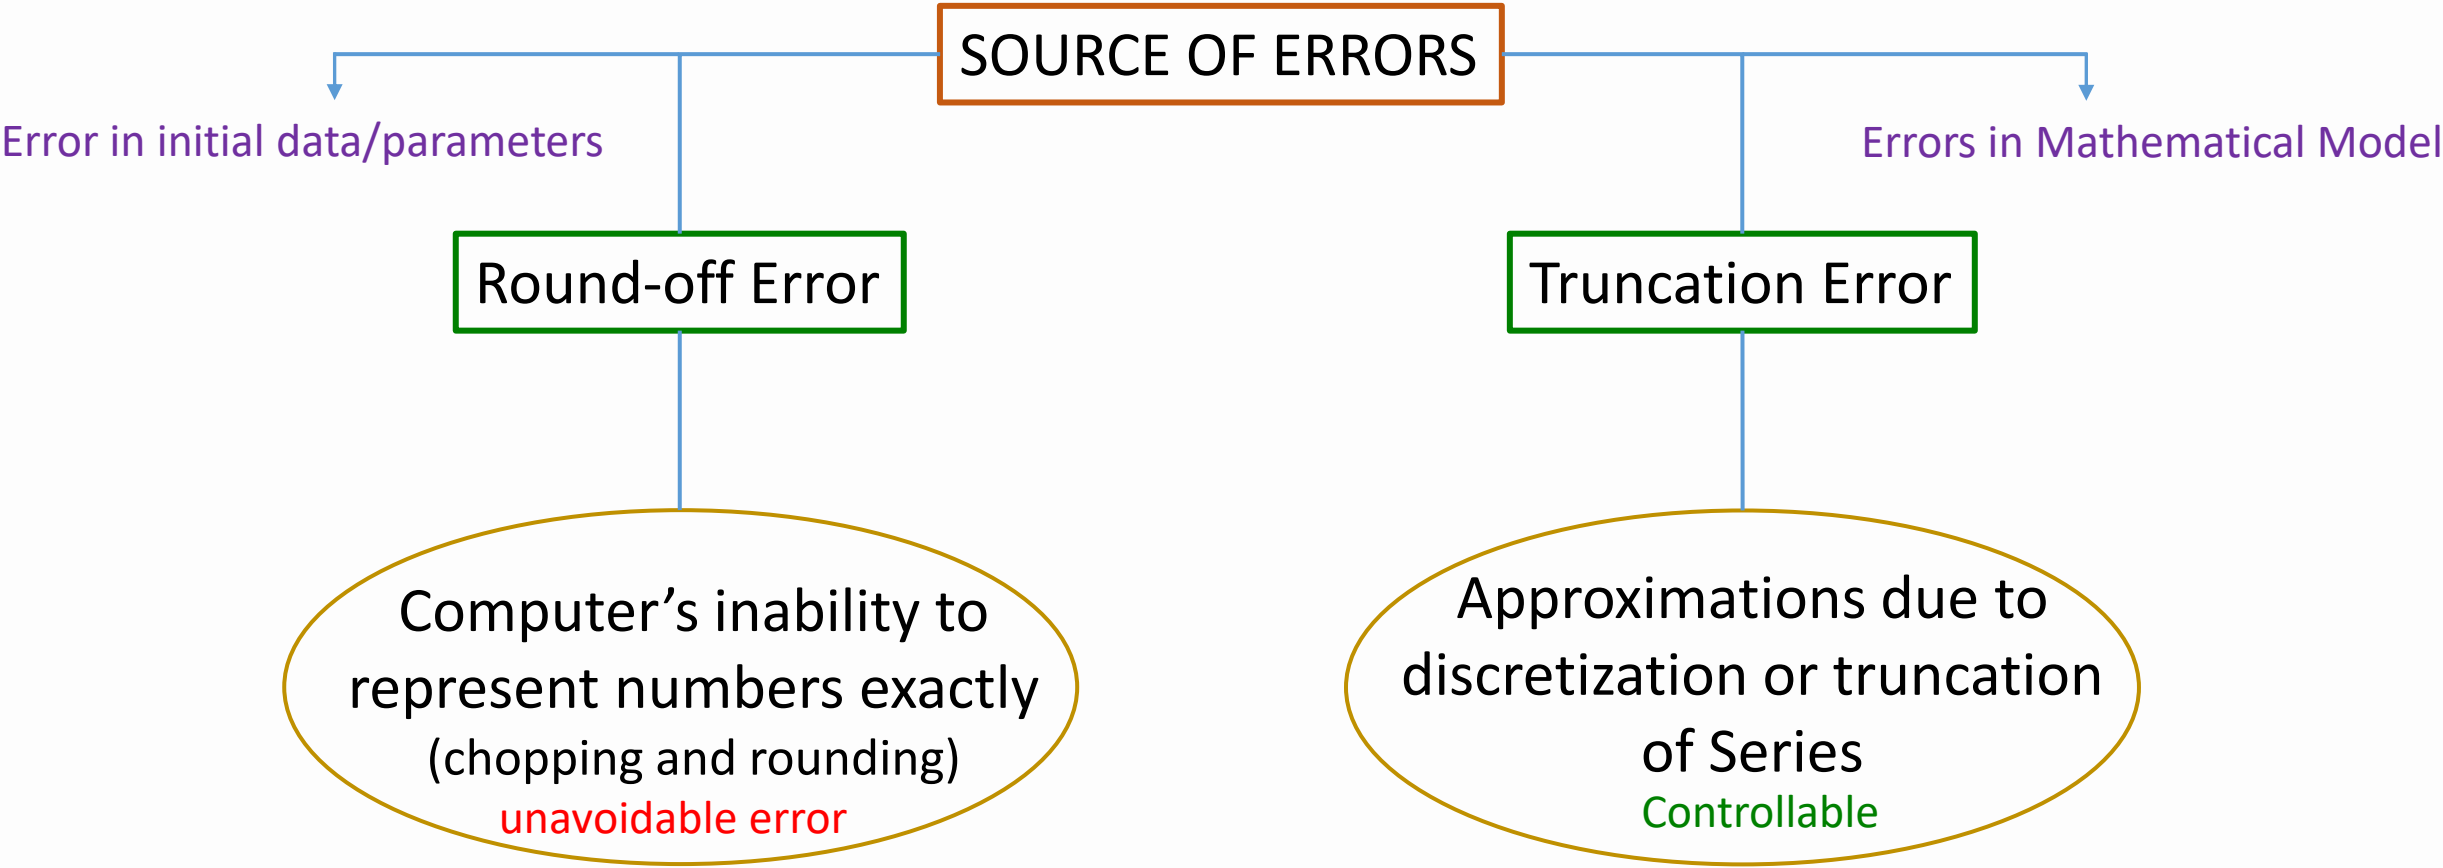 SOURCE OF ERRORS
Error in initial data/parameters
Errors in Mathematical Model
Round-off Error
Truncation Error
Computer’s inability to
represent numbers exactly
(chopping and rounding)
unavoidable error
Approximations due to
discretization or truncation
of Series
Controllable